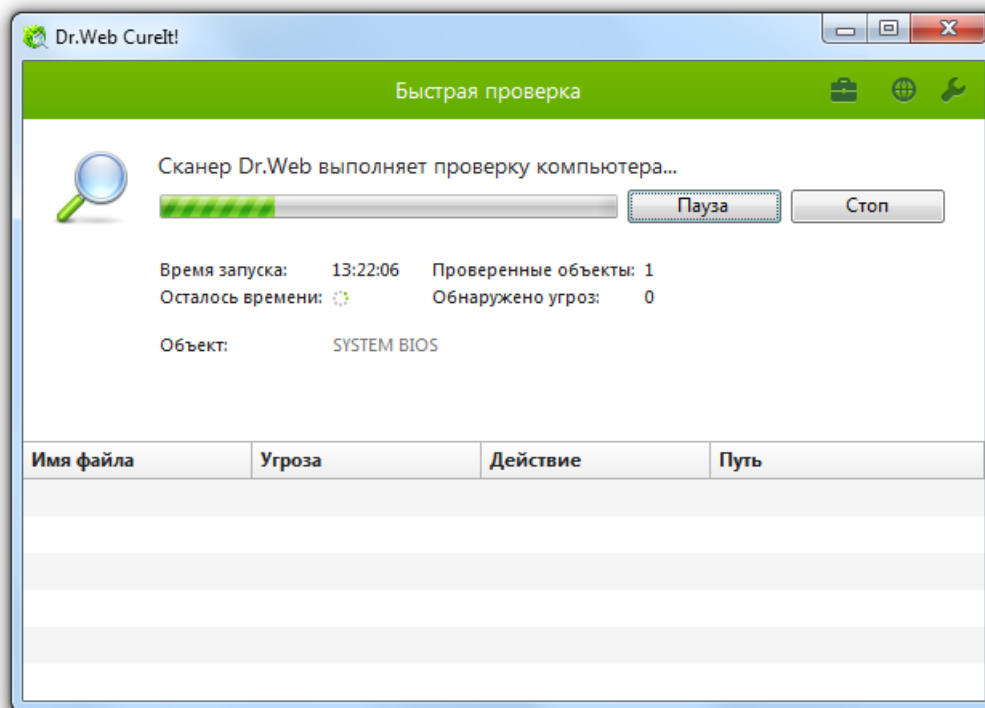 Dr.Web CureIt!
Быстрая проверка
Сканер Dr.Web выполняет проверку компьютера...
Пауза Стоп
Время запуска: 13:22:06 Проверенные объекты: 1
Осталось времени: Обнаружено угроз: 0
Объект: SYSTEM BIOS
Имя файла Угроза Действие Путь